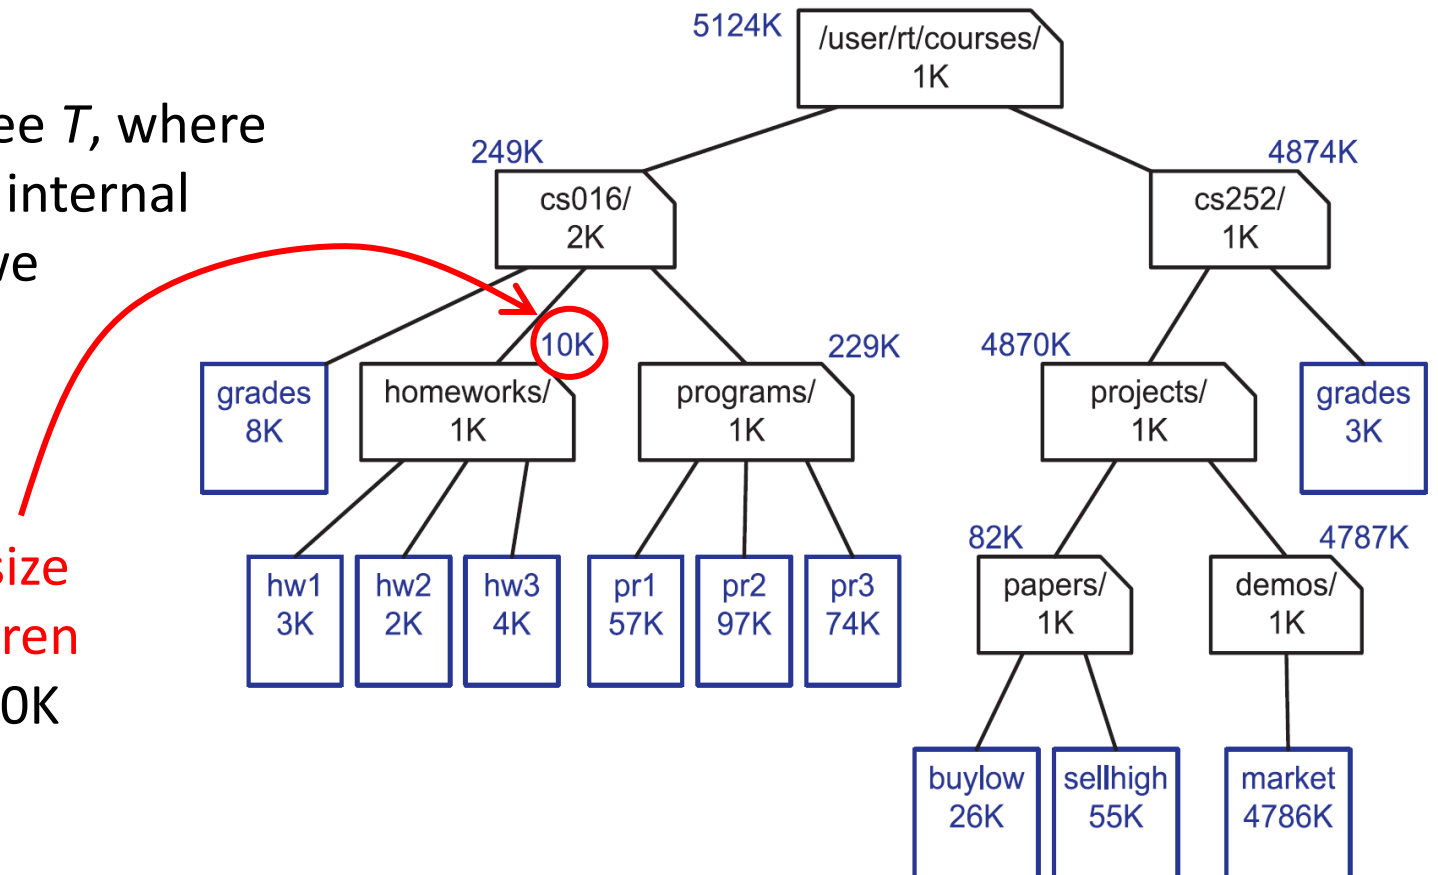 ee T, where
internal
ve
size
ren
0K
5124K
/user/rt/courses/
1K
249K
4874K
cs016/
2K
cs252/
1K
10K
229K
4870K
grades
8K
homeworks/
1K
programs/
1K
projects/
1K
grades
3K
82K
4787K
hw1
3K
hw2
2K
hw3
4K
pr1
57K
pr2
97K
pr3
74K
papers/
1K
demos/
1K
buylow
26K
sellhigh
55K
market
4786K